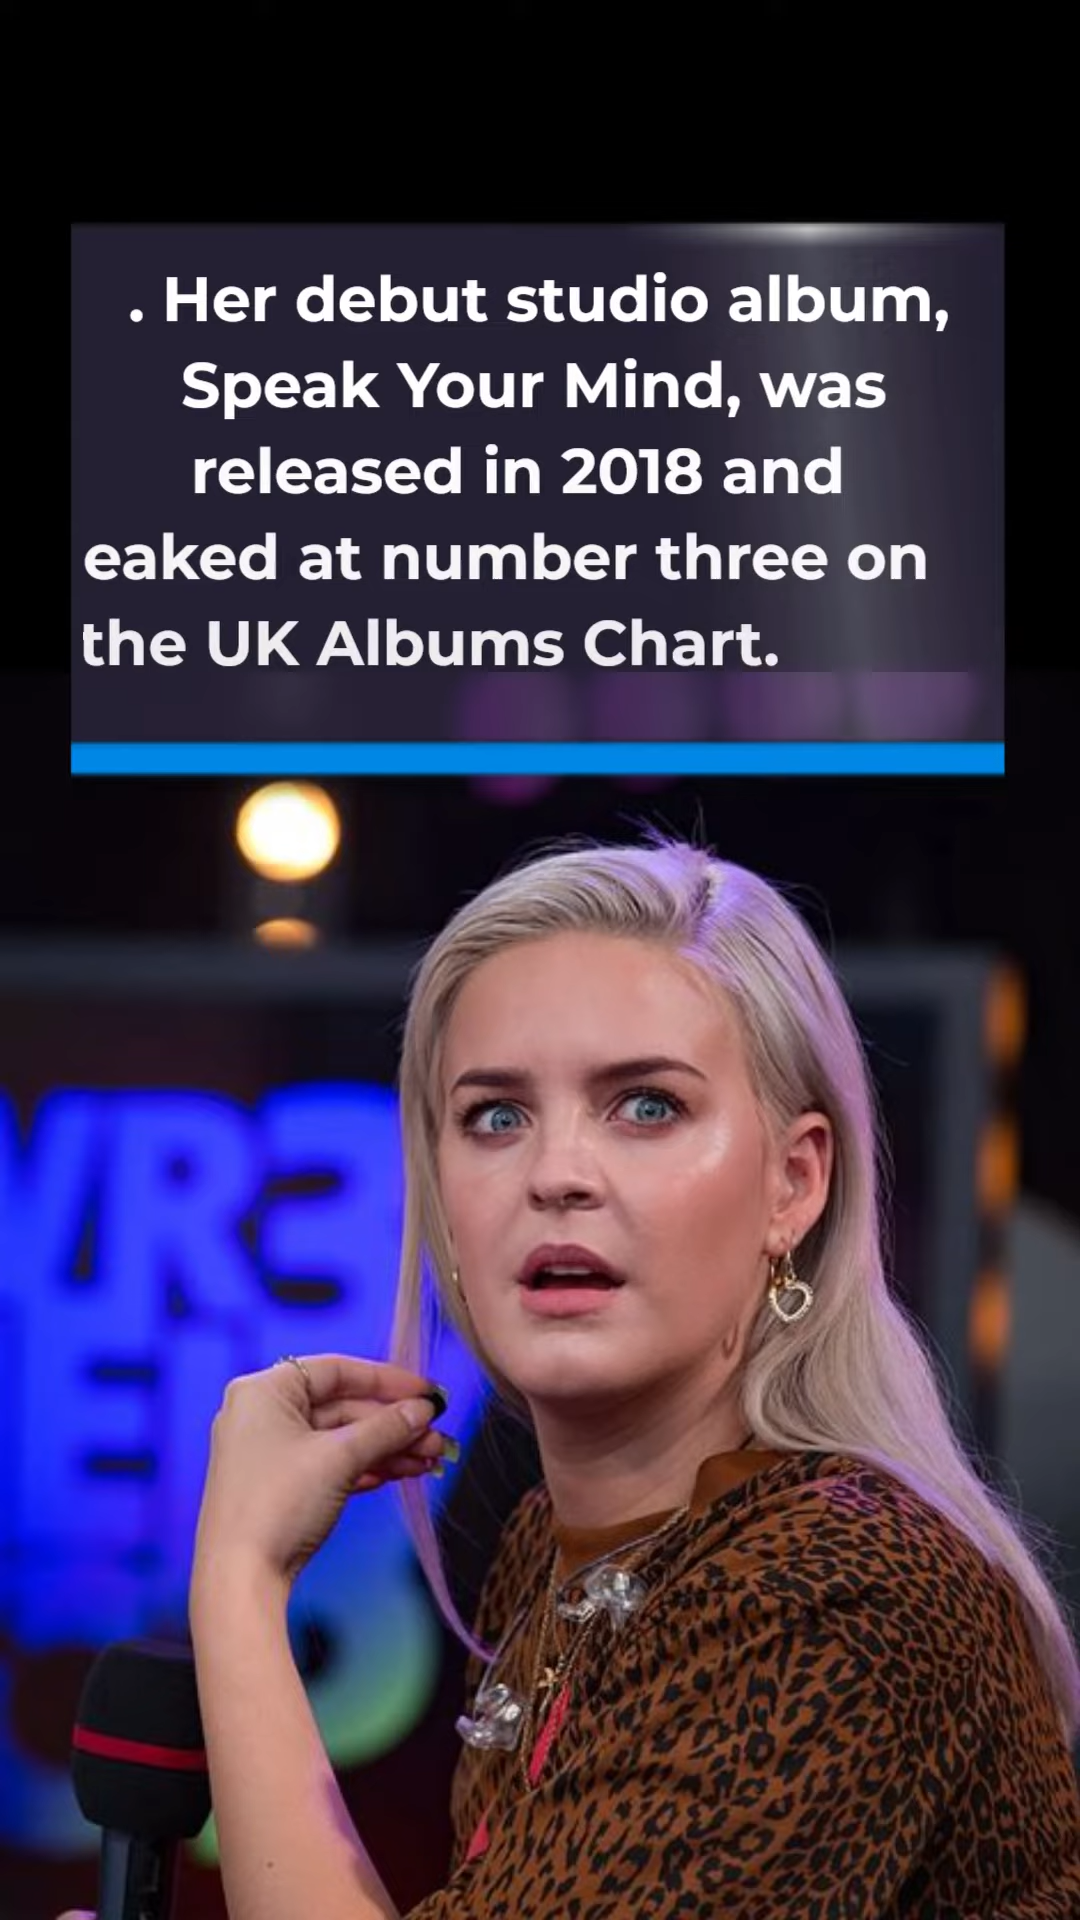 . Her debut studio album,
Speak Your Mind, was
released in 2018 and
eaked at number three on
the UK Albums Chart.